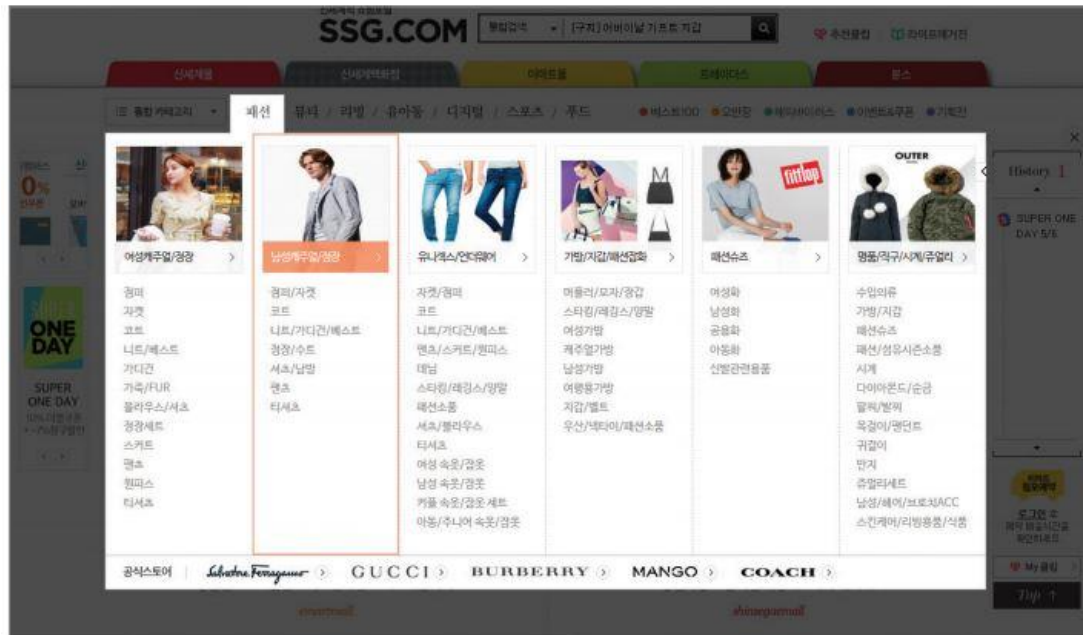 신세계적 쇼핑포털
SSG.COM
통합검색
[구찌] 어버이날 기프트 지갑
추천클립
라이프매거진
신세계몰
신세계백화점
이마트몰
트레이더스
분스
통합 카테고리
패션 뷰티 / 리빙 / 유아동 / 디지털 / 스포츠 / 푸드
베스트100 오반장 해피바이러스 이벤트&쿠폰 기획전
OUTER
fitflop
여성캐주얼/정장
남성캐주얼/정장
유니섹스/언더웨어
가방/지갑/패션잡화
패션슈즈
명품/직구/시계/쥬얼리
점퍼
자켓
코트
니트/베스트
가디건
가죽/FUR
블라우스/셔츠
정장세트
스커트
팬츠
원피스
티셔츠
점퍼/자켓
코트
니트/가디건/베스트
정장/수트
셔츠/남방
팬츠
티셔츠
자켓/점퍼
코트
니트/가디건/베스트
팬츠/스커트/원피스
데님
스타킹/레깅스/양말
패션소품
셔츠/블라우스
티셔츠
여성 속옷/잠옷
남성 속옷/잠옷
커플 속옷/잠옷 세트
아동/주니어 속옷/잠옷
머플러/모자/장갑
스타킹/레깅스/양말
여성가방
캐주얼가방
남성가방
여행용가방
지갑/벨트
우산/넥타이/패션소품
여성화
남성화
공용화
아동화
신발관련용품
수입의류
가방/지갑
패션슈즈
패션/섬유시즌소품
시계
다이아몬드/순금
팔찌/발찌
목걸이/펜던트
귀걸이
반지
쥬얼리세트
남성/헤어/브로치ACC
스킨케어/리빙용품/식품
공식스토어
Salvatore Ferragamo
GUCCI
BURBERRY
MANGO
COACH
0%
SUPER
ONE
DAY
SUPER
ONE DAY
History 1
SUPER ONE
DAY 5/6
로그인 후
My클립
Top ↑
emartmall
shinsegaemall